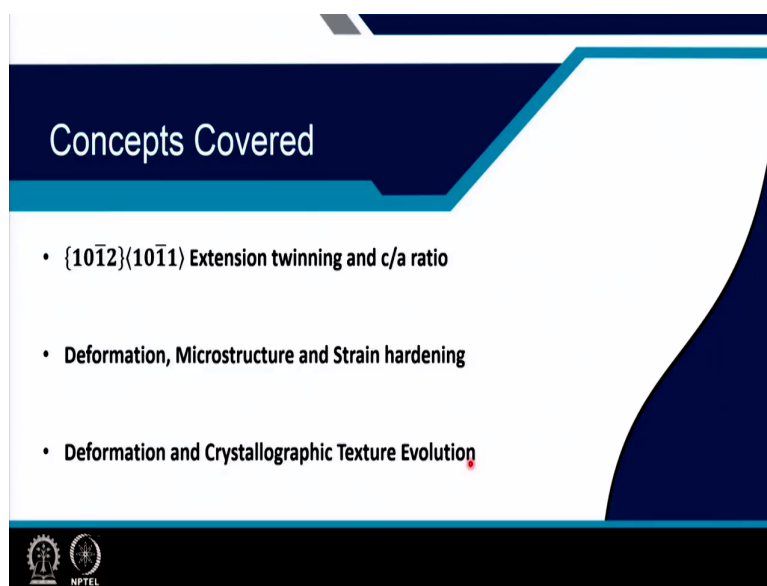 Concepts Covered
• {101̅2}⟨101̅1⟩ Extension twinning and c/a ratio
• Deformation, Microstructure and Strain hardening
• Deformation and Crystallographic Texture Evolution
NPTEL